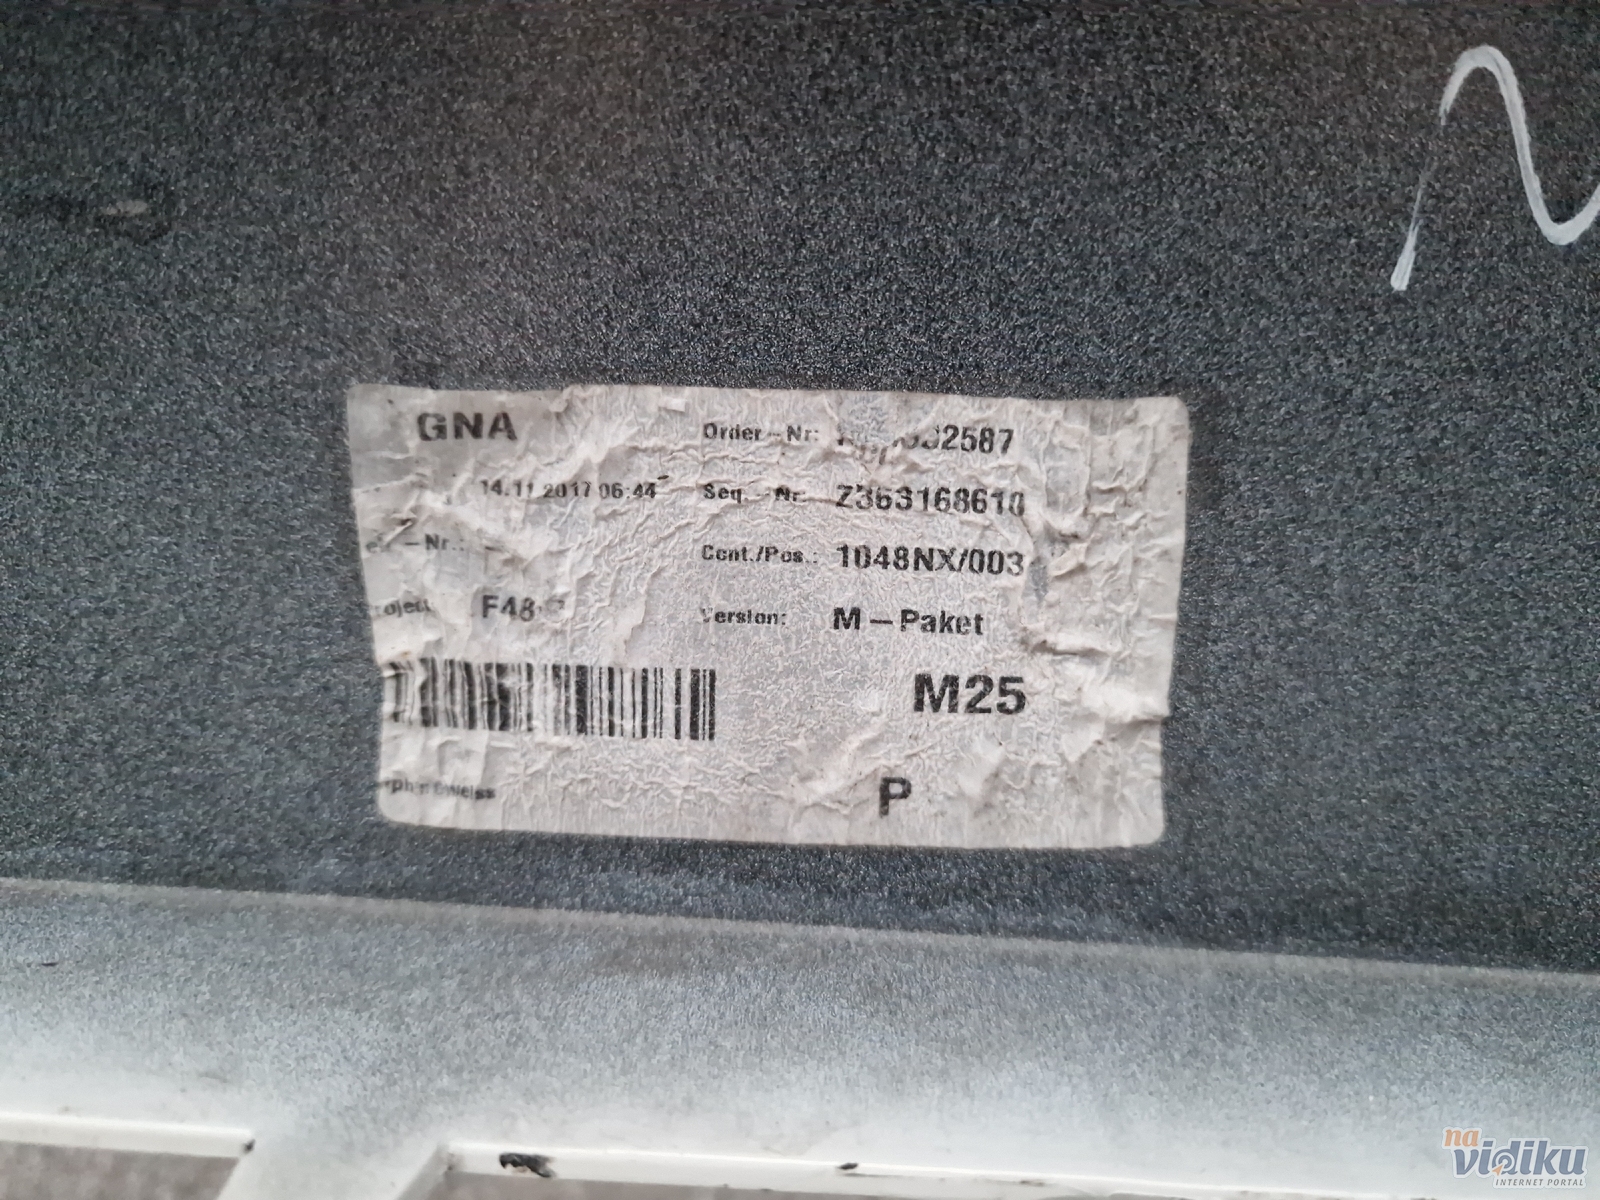 GNA
Order-Nr:
14.11.2017 06:44
Seq.-Nr. Z363168610
-Nr.:
Cont./Pos.: 1048NX/003
F48
Version: M-Paket
M25
P
na
vidiku
INTERNET PORTAL